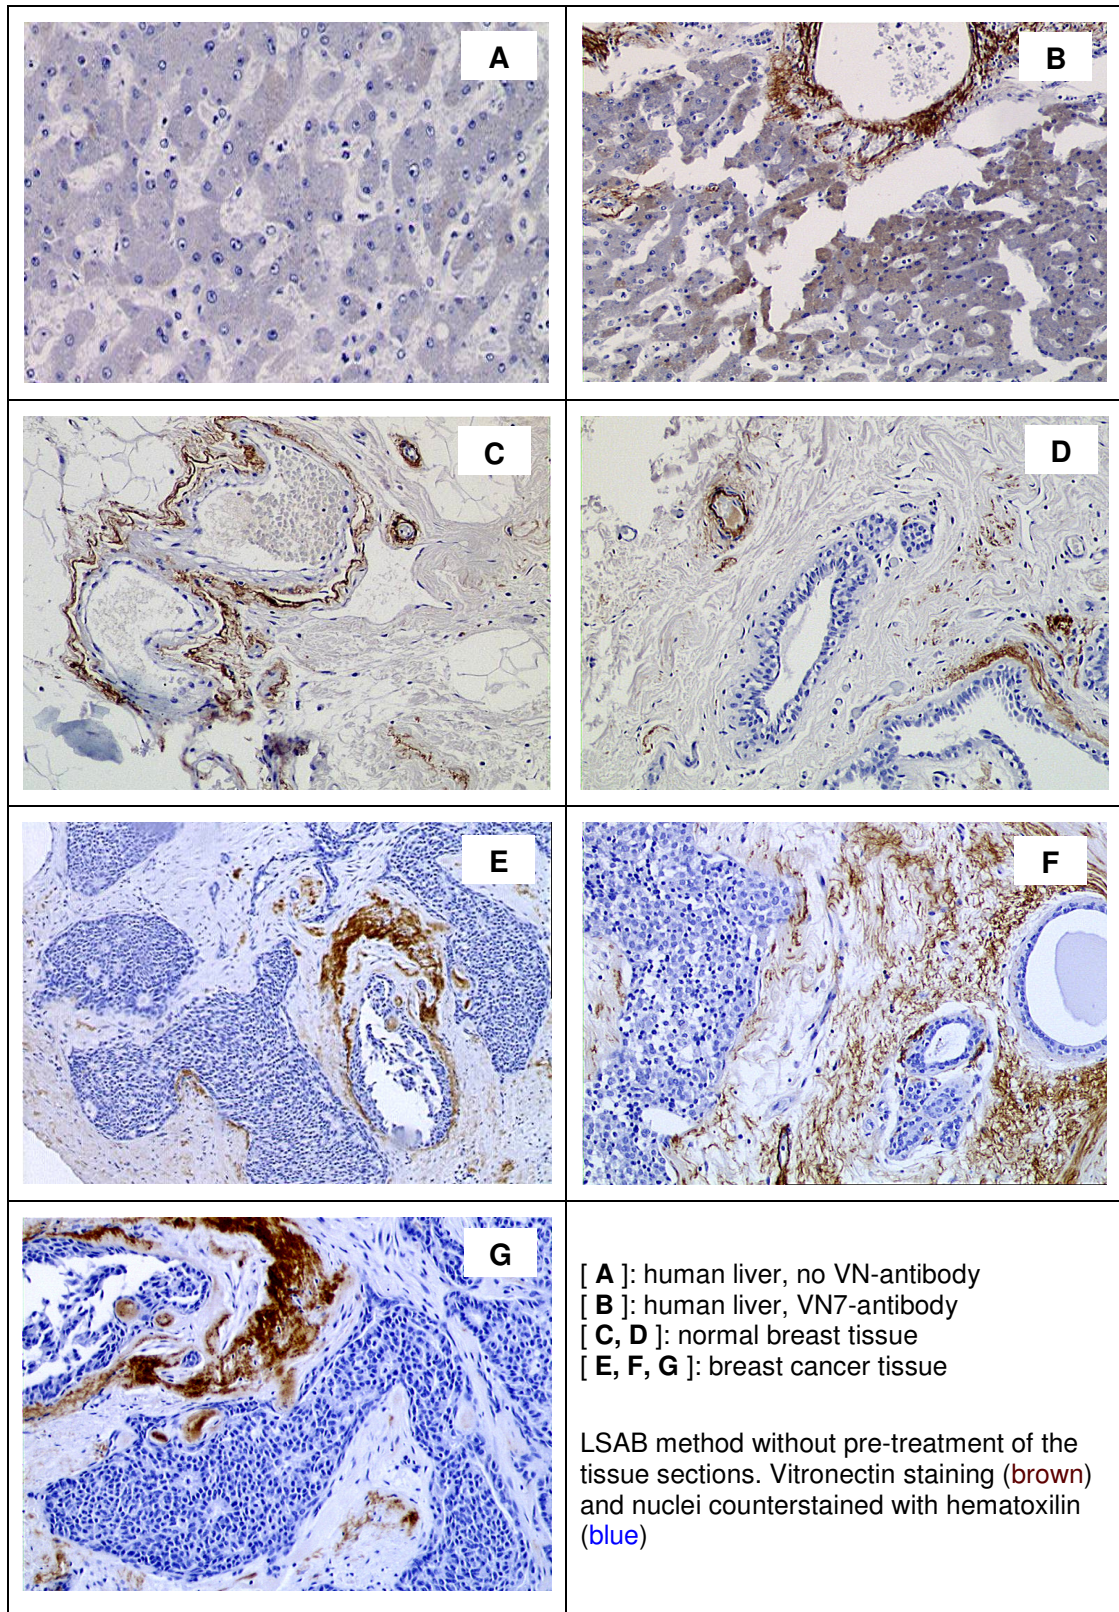 A
B
C
D
E
F
G
[ A ]: human liver, no VN-antibody
[ B ]: human liver, VN7-antibody
[ C, D ]: normal breast tissue
[ E, F, G ]: breast cancer tissue
LSAB method without pre-treatment of the
tissue sections. Vitronectin staining (brown)
and nuclei counterstained with hematoxilin
(blue)